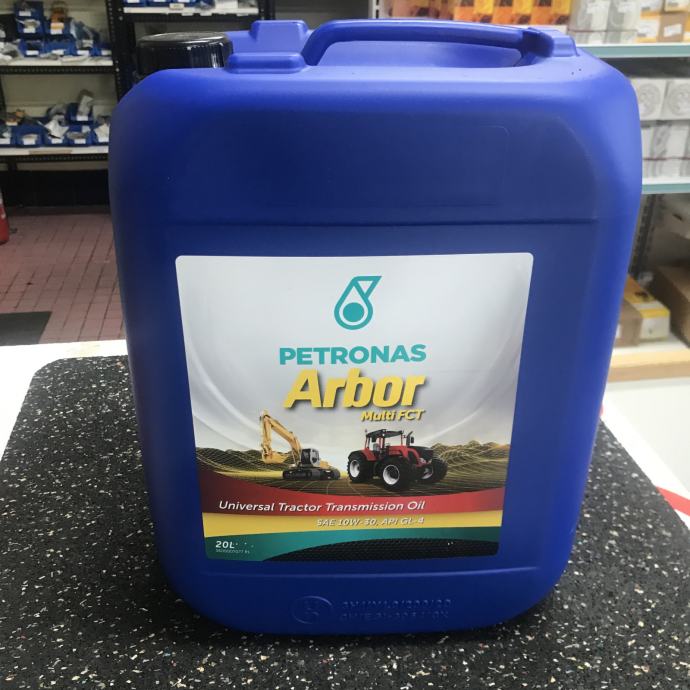 PETRONAS
Arbor
Multi FCT
Universal Tractor Transmission Oil
SAE 10W-30, API GL-4
20L